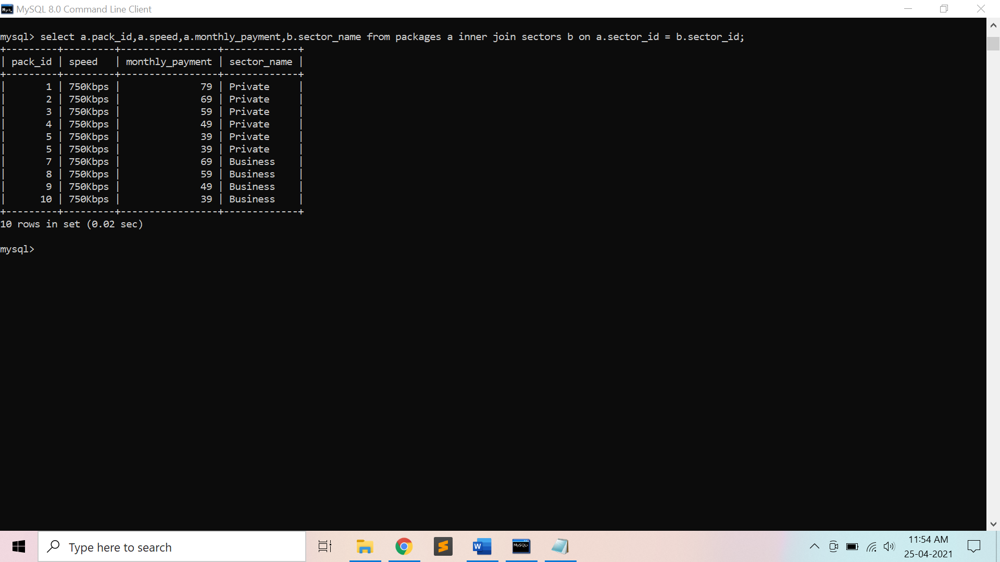 MySQL 8.0 Command Line Client
mysql> select a.pack_id,a.speed,a.monthly_payment,b.sector_name from packages a inner join sectors b on a.sector_id = b.sector_id;
+---------+---------+-----------------+-------------+
| pack_id | speed   | monthly_payment | sector_name |
+---------+---------+-----------------+-------------+
|       1 | 750Kbps |              79 | Private     |
|       2 | 750Kbps |              69 | Private     |
|       3 | 750Kbps |              59 | Private     |
|       4 | 750Kbps |              49 | Private     |
|       5 | 750Kbps |              39 | Private     |
|       5 | 750Kbps |              39 | Private     |
|       7 | 750Kbps |              69 | Business    |
|       8 | 750Kbps |              59 | Business    |
|       9 | 750Kbps |              49 | Business    |
|      10 | 750Kbps |              39 | Business    |
+---------+---------+-----------------+-------------+
10 rows in set (0.02 sec)
mysql>
Type here to search
11:54 AM
25-04-2021